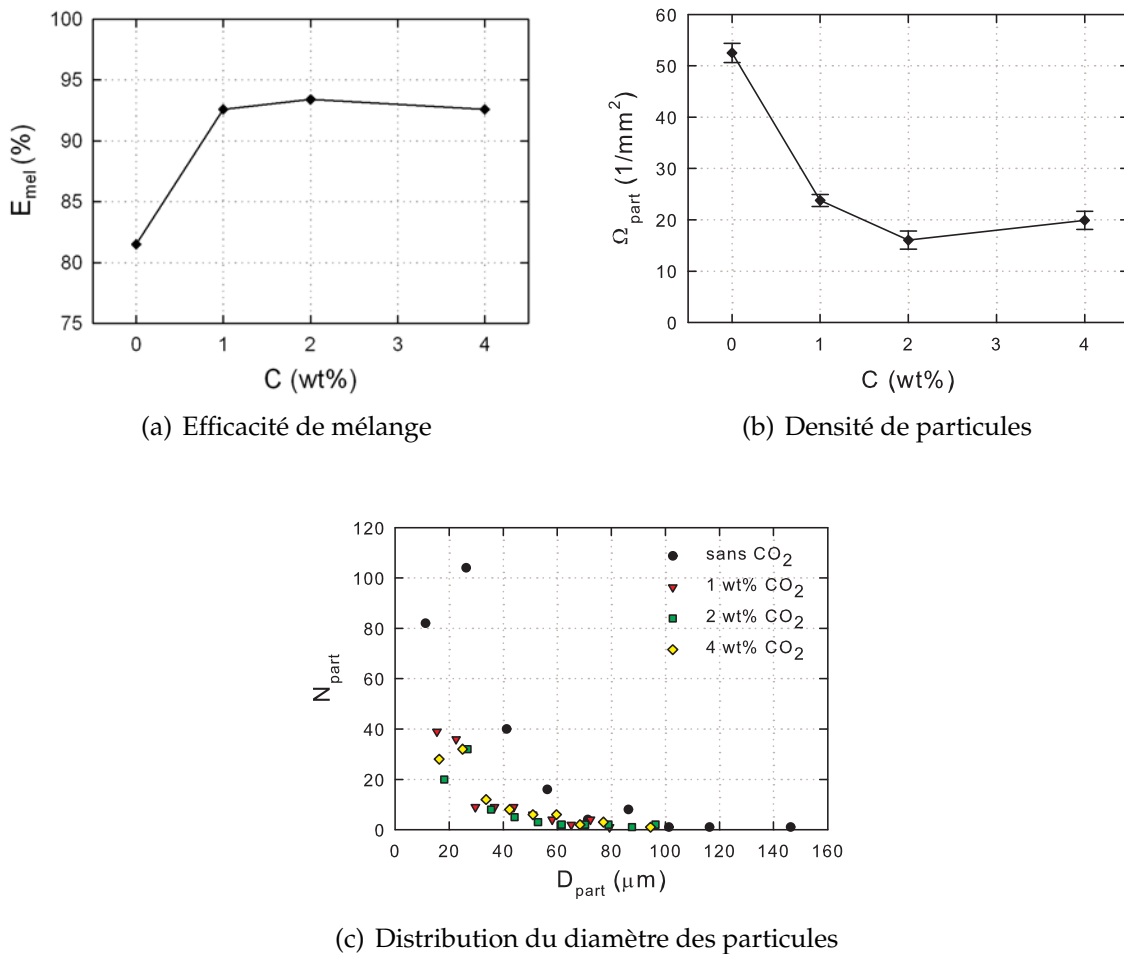 100
95
90
85
80
75
E_mel (%)
0 1 2 3 4
C (wt%)
(a) Efficacité de mélange
60
50
40
30
20
10
0
Ω_part (1/mm²)
0 1 2 3 4
C (wt%)
(b) Densité de particules
120
100
80
60
40
20
0
N_part
sans CO₂
1 wt% CO₂
2 wt% CO₂
4 wt% CO₂
0 20 40 60 80 100 120 140 160
D_part (μm)
(c) Distribution du diamètre des particules